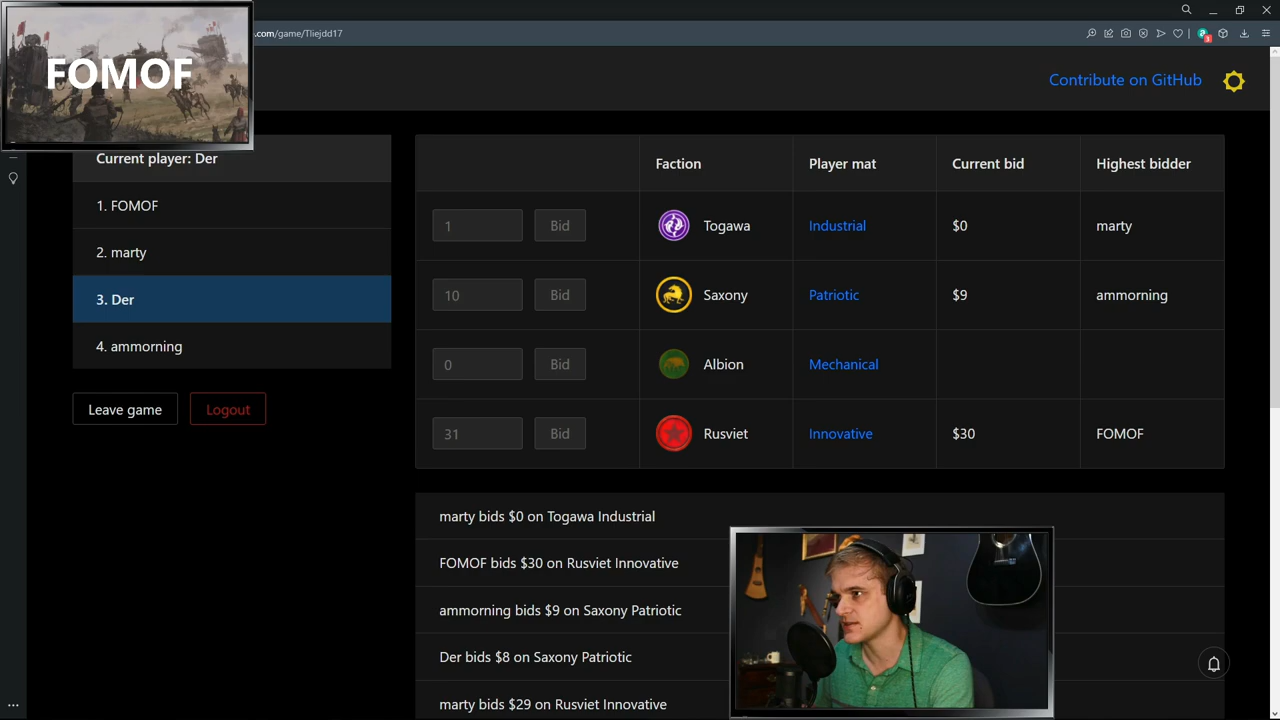 FOMOF
.com/game/Tliejdd17
3
Contribute on GitHub
Current player: Der
1. FOMOF
2. marty
3. Der
4. ammorning
Leave game Logout
Faction Player mat Current bid Highest bidder
1 Bid Togawa Industrial $0 marty
10 Bid Saxony Patriotic $9 ammorning
0 Bid Albion Mechanical
31 Bid Rusviet Innovative $30 FOMOF
marty bids $0 on Togawa Industrial
FOMOF bids $30 on Rusviet Innovative
ammorning bids $9 on Saxony Patriotic
Der bids $8 on Saxony Patriotic
marty bids $29 on Rusviet Innovative